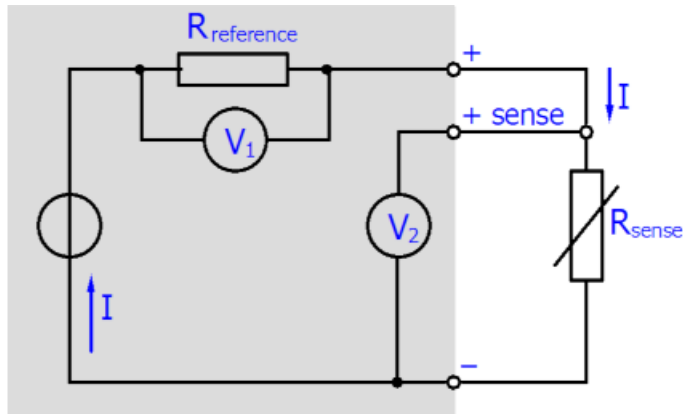 Rreference
+
I
+ sense
V1
V2
Rsense
I
−